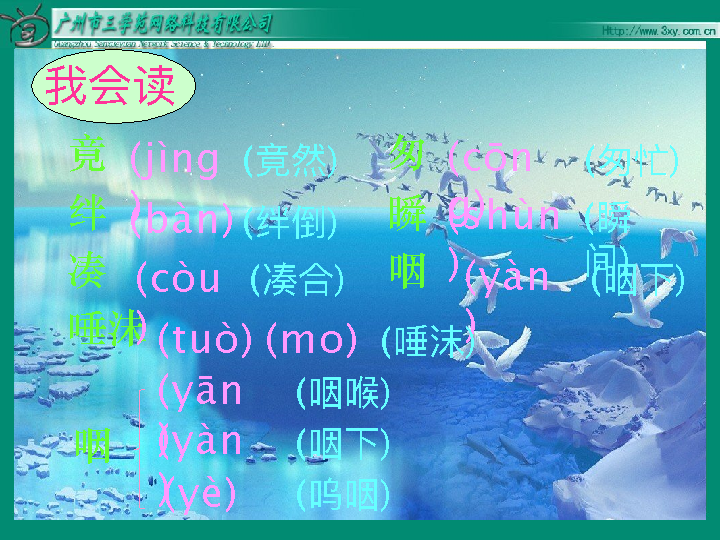 广州市三学苑网络科技有限公司
Guangzhou Sanxueyuan Network Science & Technology Ltd.
Http://www.3xy.com.cn
我会读
竟 (jìng) (竟然) 匆 (cōng) (匆忙)
绊 (bàn) (绊倒) 瞬 (shùn) (瞬间)
凑 (còu) (凑合) 咽 (yàn) (咽下)
唾沫 (tuò) (mo) (唾沫)
咽 (yān) (咽喉)
(yàn) (咽下)
(yè) (呜咽)